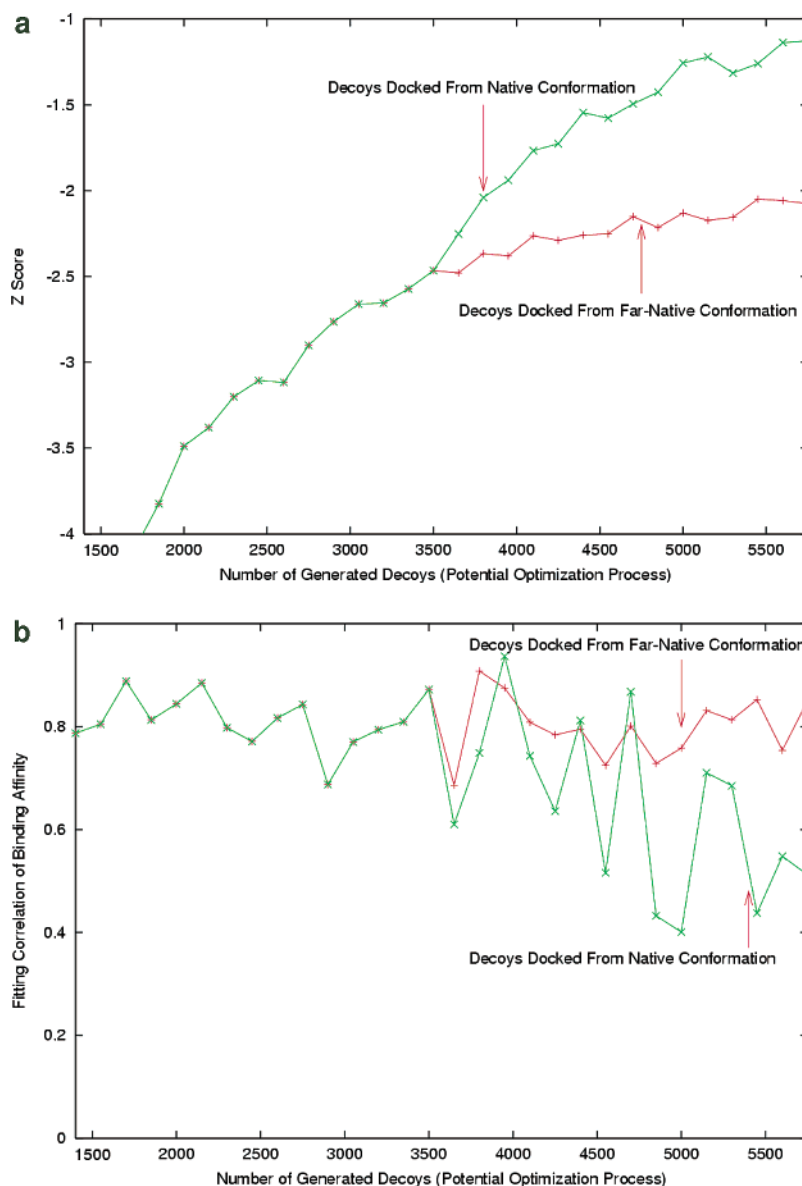 a
-1
-1.5
-2
-2.5
-3
-3.5
-4
Z Score
Decoys Docked From Native Conformation
Decoys Docked From Far-Native Conformation
1500 2000 2500 3000 3500 4000 4500 5000 5500
Number of Generated Decoys (Potential Optimization Process)
b
1
0.8
0.6
0.4
0.2
0
Fitting Correlation of Binding Affinity
Decoys Docked From Far-Native Conformation
Decoys Docked From Native Conformation
1500 2000 2500 3000 3500 4000 4500 5000 5500
Number of Generated Decoys (Potential Optimization Process)